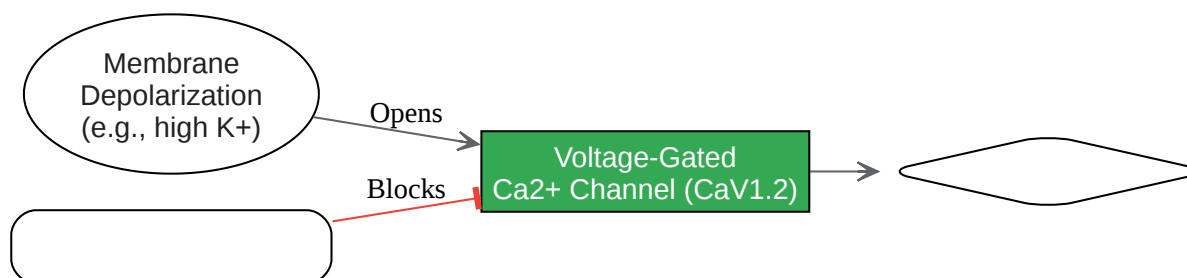 Membrane
Depolarization
(e.g., high K+)
Opens
Blocks
Voltage-Gated
Ca2+ Channel (CaV1.2)